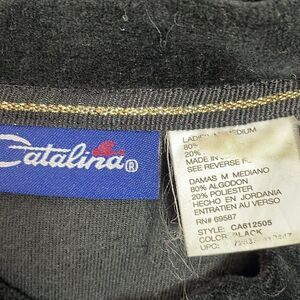 Catalina®
LADIES M MEDIUM
80%
20%
MADE IN
SEE REVERSE F
DAMAS M MEDIANO
80% ALGODON
20% POLIESTER
HECHO EN JORDANIA
ENTRETIEN AU VERSO
RN# 69587
STYLE: CA612505
COLOR: BLACK
UPC: